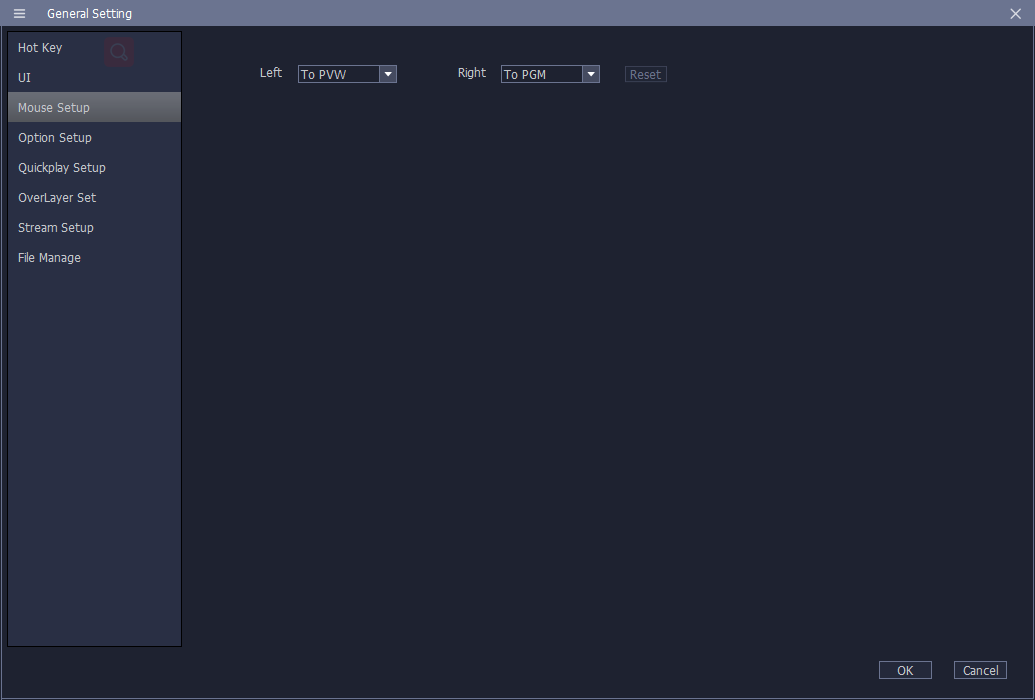 General Setting
Hot Key
UI
Mouse Setup
Option Setup
Quickplay Setup
OverLayer Set
Stream Setup
File Manage
Left To PVW Right To PGM Reset
OK Cancel